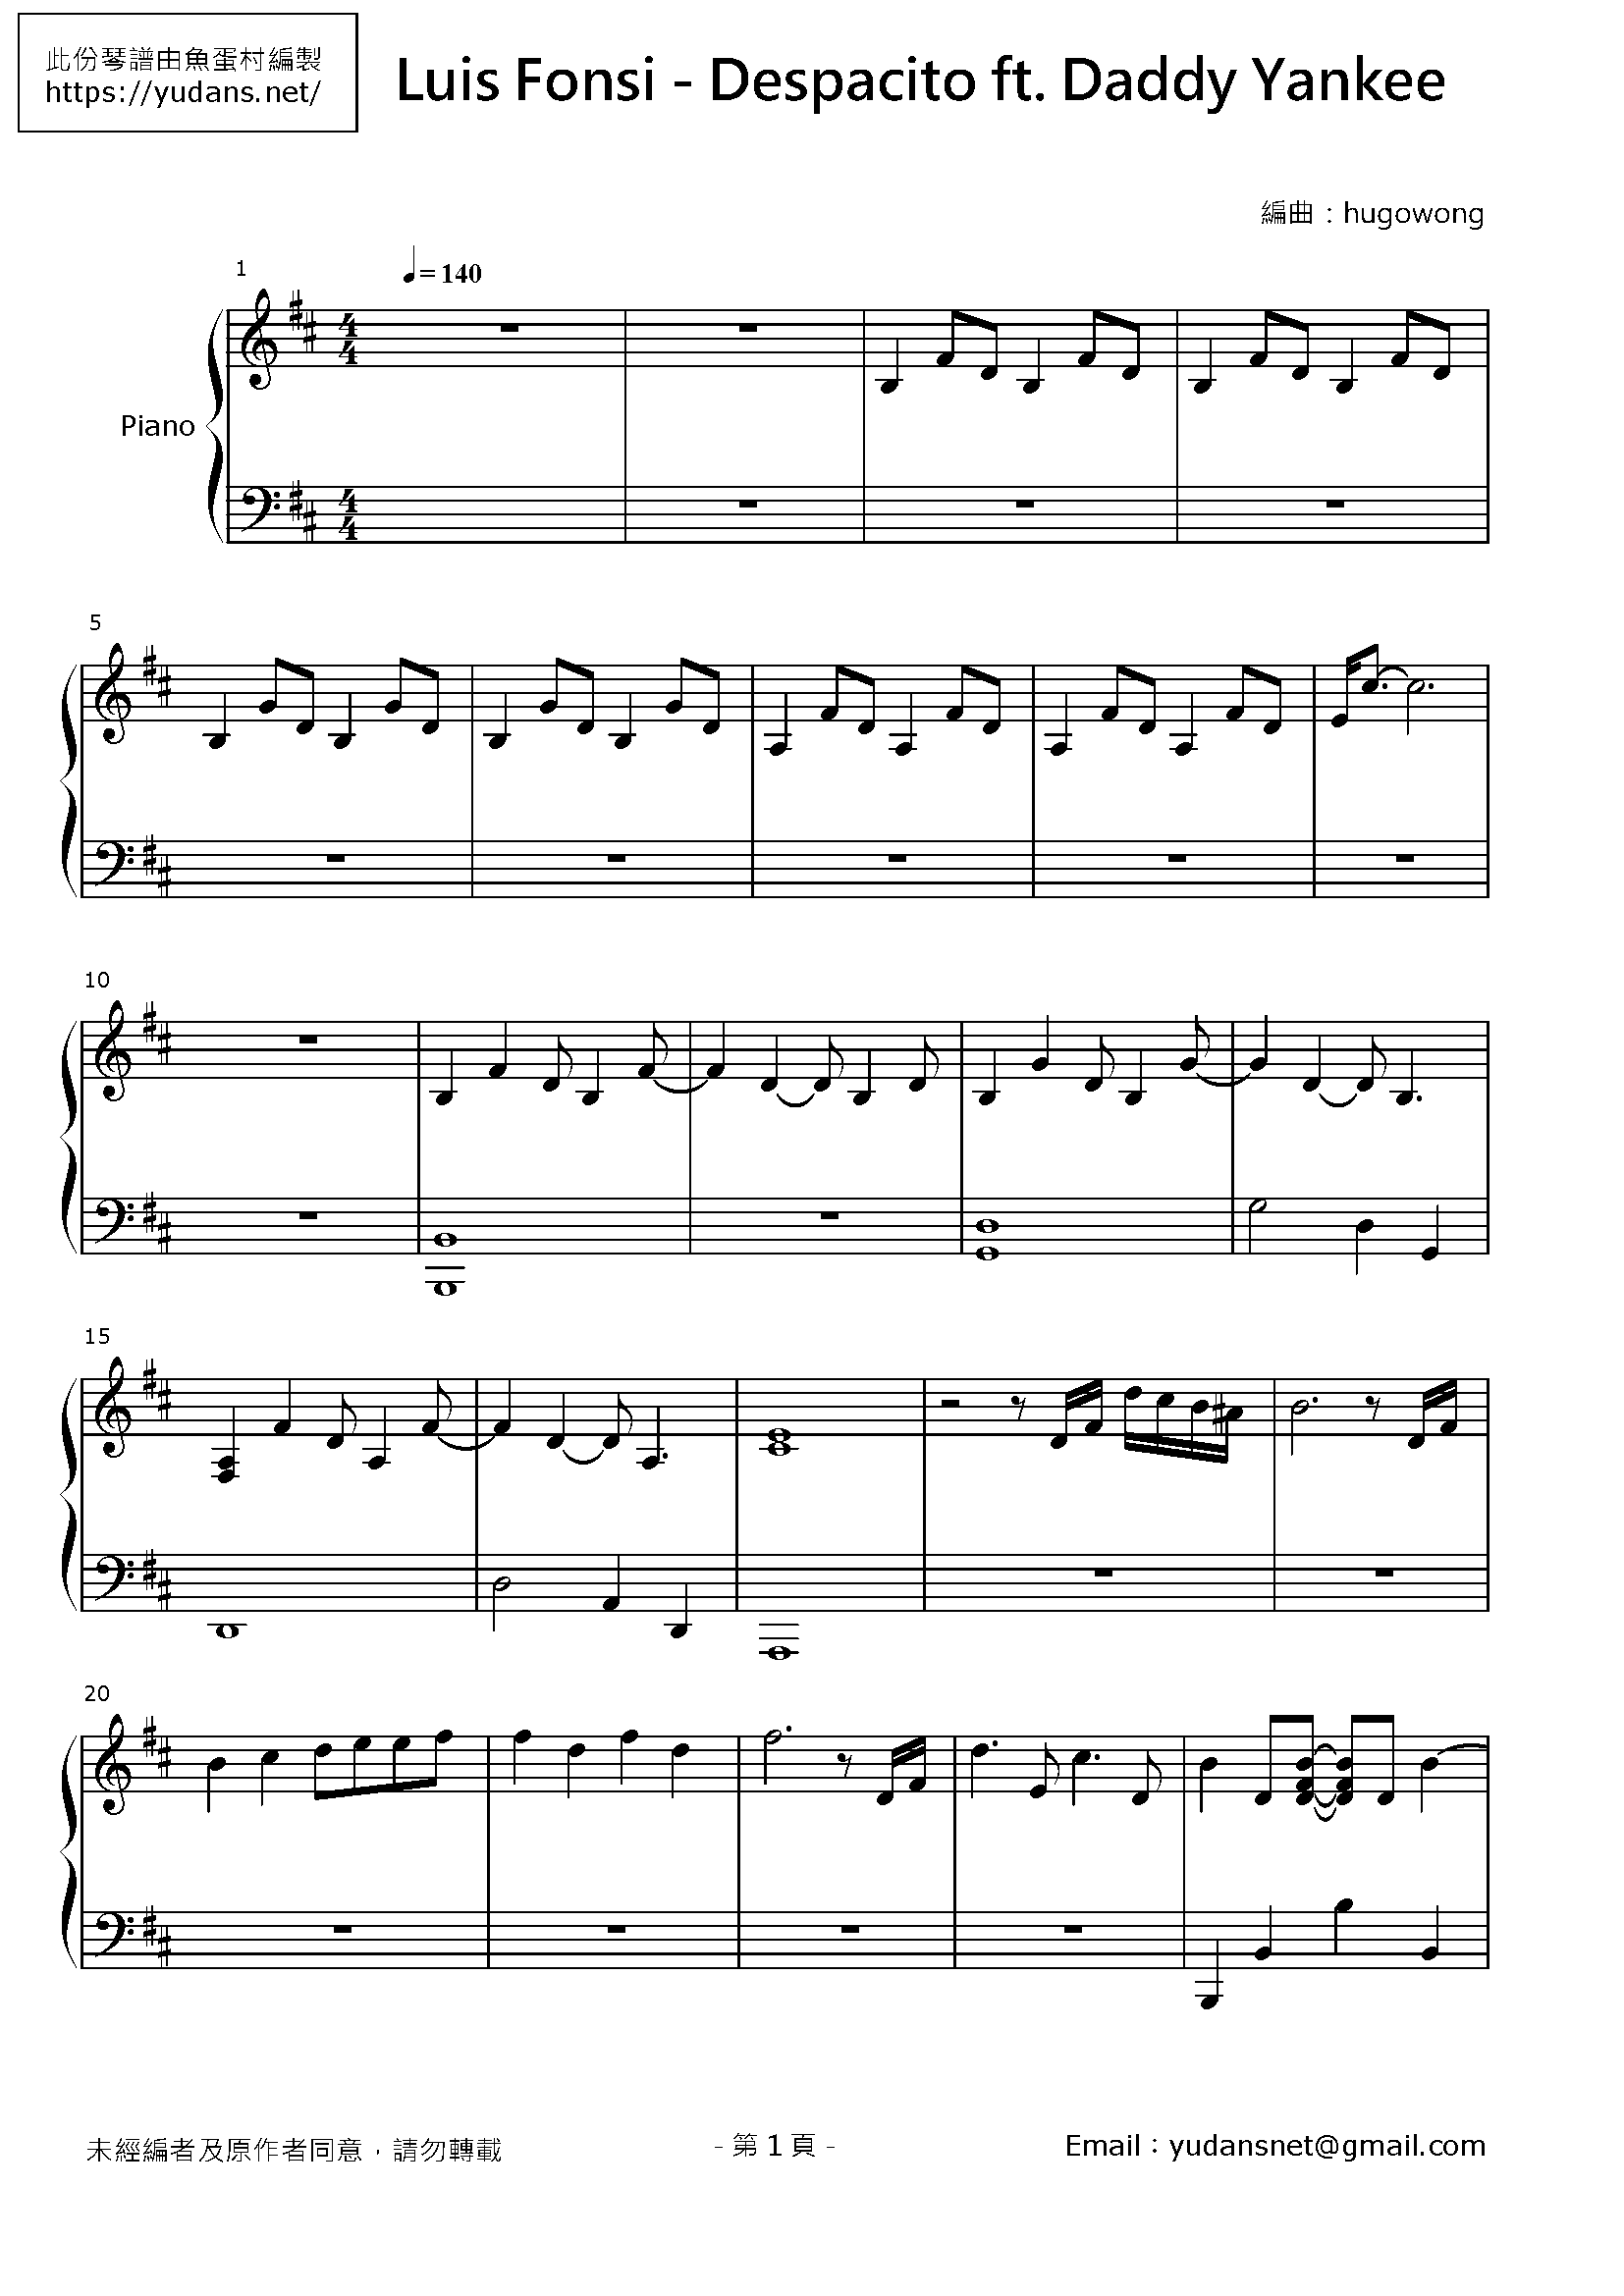 此份琴譜由魚蛋村編製
https://yudans.net/
Luis Fonsi - Despacito ft. Daddy Yankee
編曲：hugowong
1
♩= 140
4
4
Piano
4
4
5
10
15
20
未經編者及原作者同意，請勿轉載
- 第 1 頁 -
Email：yudansnet@gmail.com